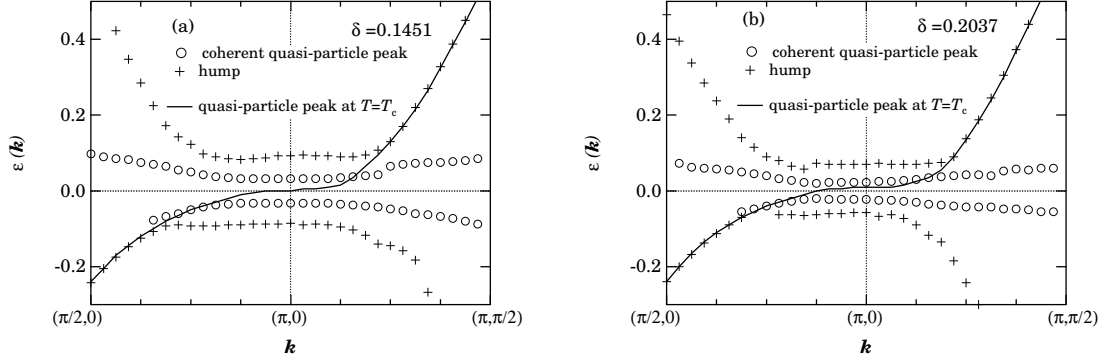 (a)
δ=0.1451
coherent quasi-particle peak
hump
quasi-particle peak at T=Tc
0.4
0.2
0.0
-0.2
ε(k)
(π/2,0)
(π,0)
(π,π/2)
k
(b)
δ=0.2037
coherent quasi-particle peak
hump
quasi-particle peak at T=Tc
0.4
0.2
0.0
-0.2
ε(k)
(π/2,0)
(π,0)
(π,π/2)
k